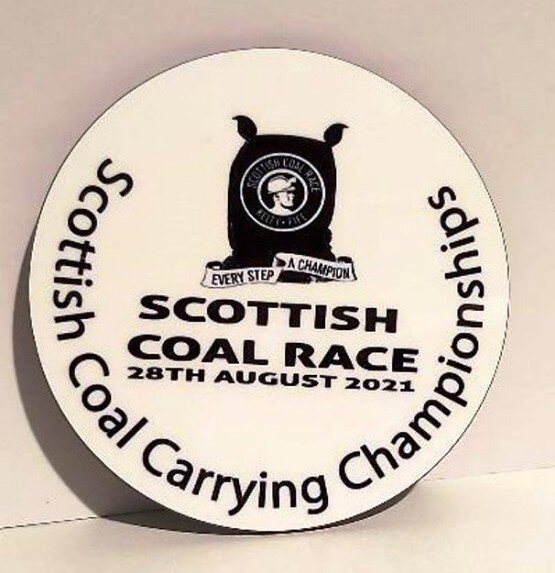 SCOTTISH COAL RACE
KELTY • FIFE
EVERY STEP
A CHAMPION
SCOTTISH
COAL RACE
28TH AUGUST 2021
Scottish Coal Carrying Championships